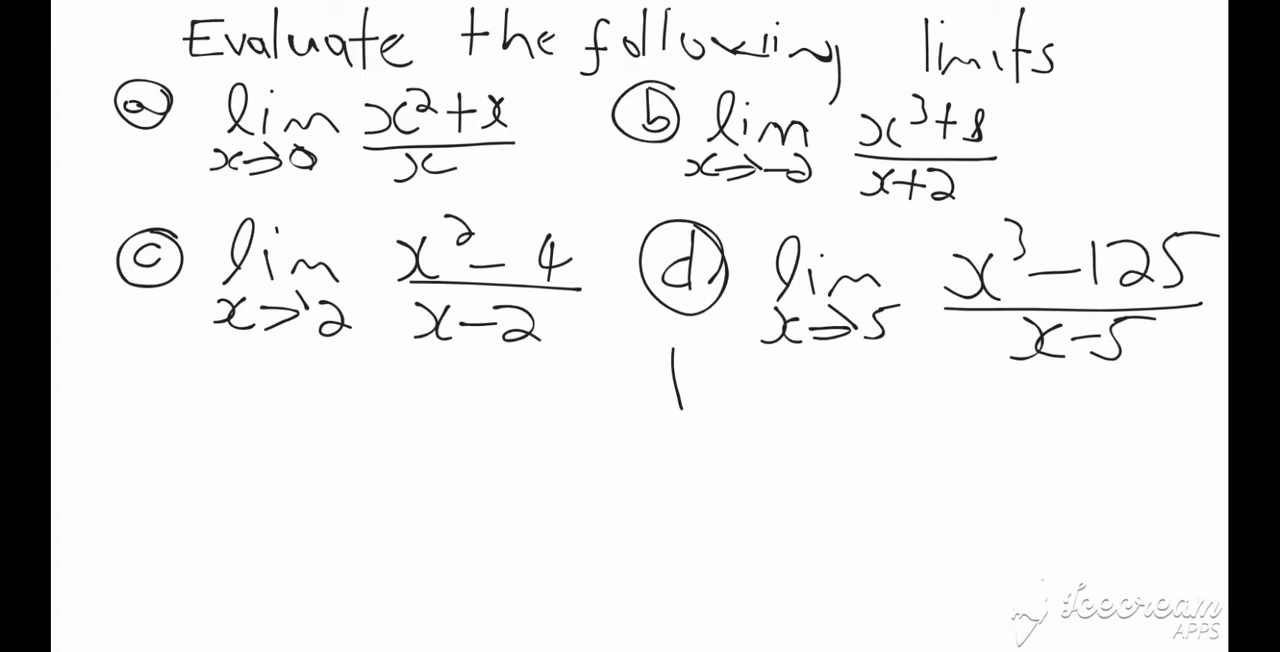 Evaluate the following limits
(a) lim x→0 (x² + x)/x (b) lim x→-2 (x³ + 8)/(x + 2)
(c) lim x→2 (x² - 4)/(x - 2) (d) lim x→5 (x³ - 125)/(x - 5)
Icecream
APPS